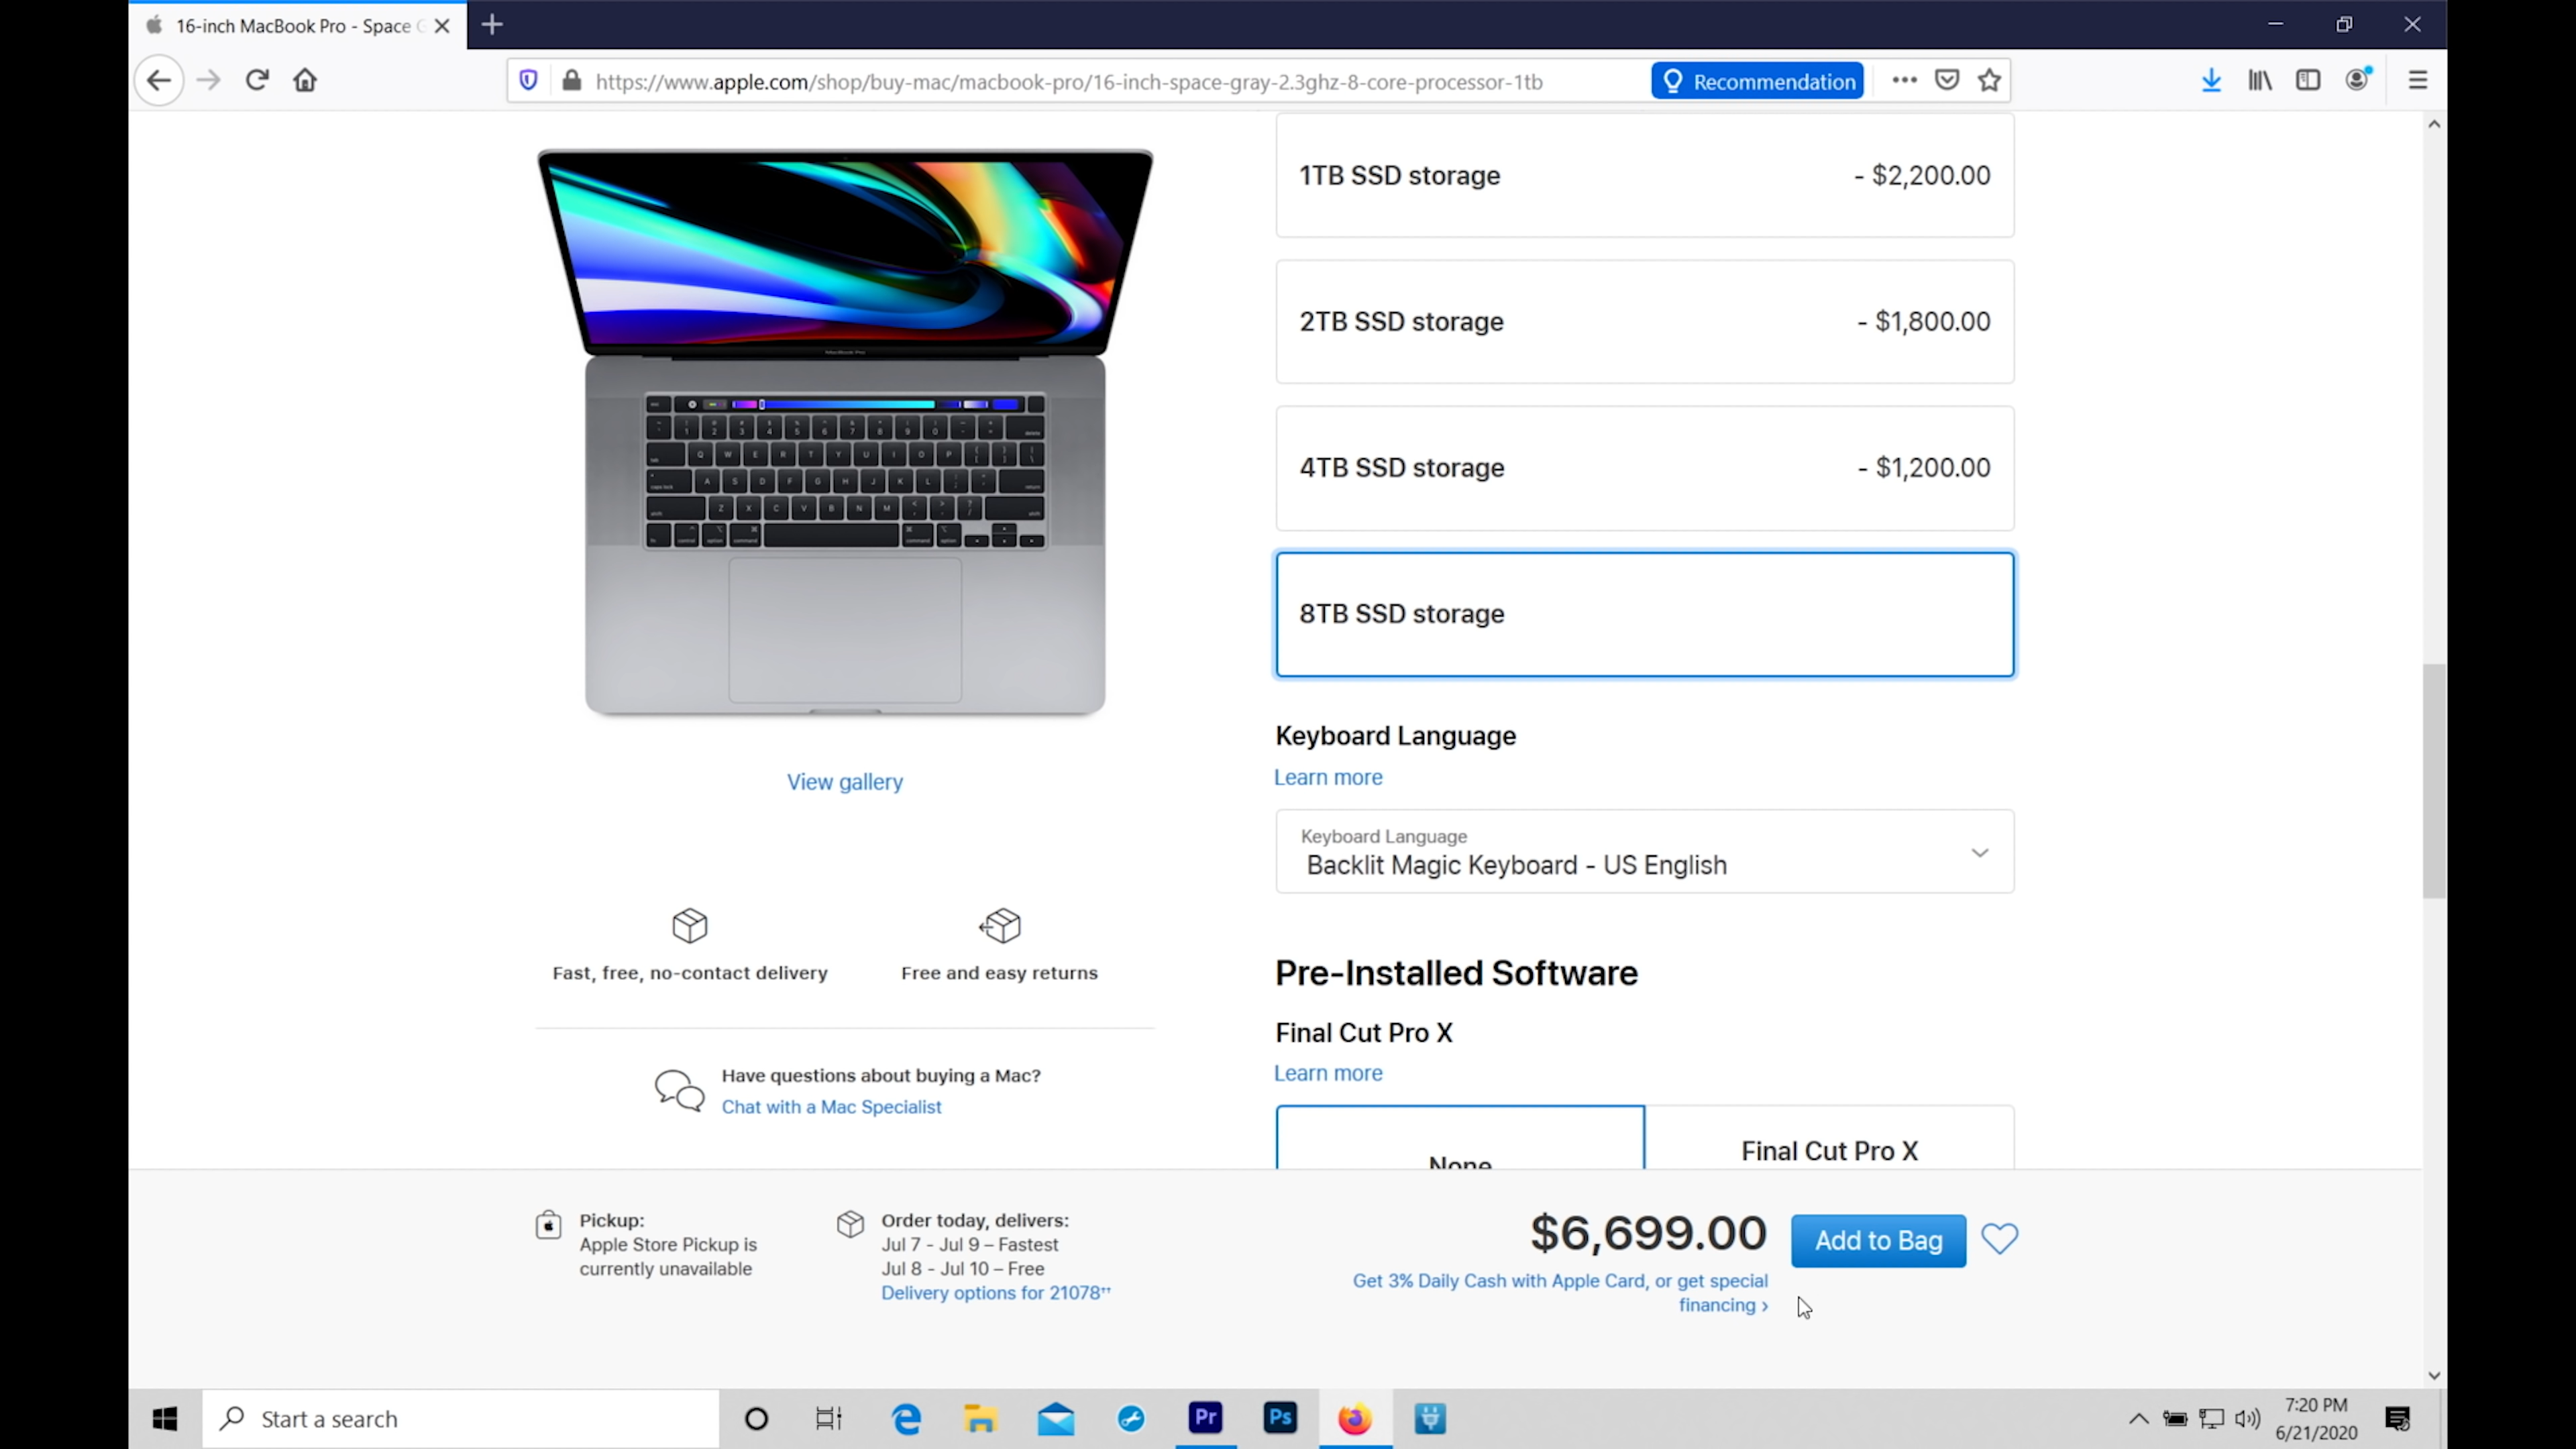 16-inch MacBook Pro - Space G
https://www.apple.com/shop/buy-mac/macbook-pro/16-inch-space-gray-2.3ghz-8-core-processor-1tb
Recommendation
1TB SSD storage - $2,200.00
2TB SSD storage - $1,800.00
4TB SSD storage - $1,200.00
8TB SSD storage
MacBook Pro
View gallery
Keyboard Language
Learn more
Keyboard Language
Backlit Magic Keyboard - US English
Fast, free, no-contact delivery
Free and easy returns
Have questions about buying a Mac?
Chat with a Mac Specialist
Pre-Installed Software
Final Cut Pro X
Learn more
None
Final Cut Pro X
Pickup:
Apple Store Pickup is
currently unavailable
Order today, delivers:
Jul 7 - Jul 9 – Fastest
Jul 8 - Jul 10 – Free
Delivery options for 21078††
$6,699.00
Get 3% Daily Cash with Apple Card, or get special
financing ›
Add to Bag
Start a search
Pr
Ps
7:20 PM
6/21/2020